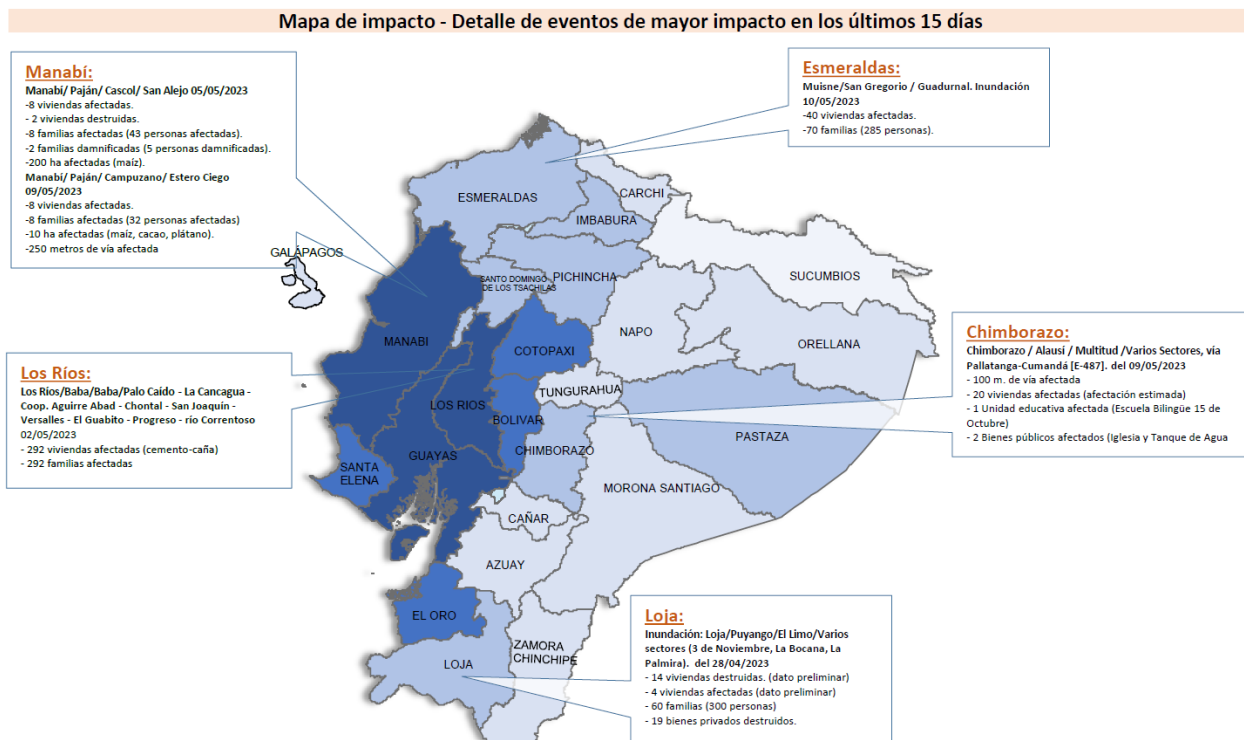 Mapa de impacto - Detalle de eventos de mayor impacto en los últimos 15 días
Manabí:
Manabí/ Paján/ Cascol/ San Alejo 05/05/2023
-8 viviendas afectadas.
- 2 viviendas destruidas.
-8 familias afectadas (43 personas afectadas).
-2 familias damnificadas (5 personas damnificadas).
-200 ha afectadas (maíz).
Manabí/ Paján/ Campuzano/ Estero Ciego
09/05/2023
-8 viviendas afectadas.
-8 familias afectadas (32 personas afectadas)
-10 ha afectadas (maíz, cacao, plátano).
-250 metros de vía afectada
Esmeraldas:
Muisne/San Gregorio / Guadurnal. Inundación
10/05/2023
-40 viviendas afectadas.
-70 familias (285 personas).
Los Ríos:
Los Ríos/Baba/Baba/Palo Caído - La Cancagua -
Coop. Aguirre Abad - Chontal - San Joaquín -
Versalles - El Guabito - Progreso - río Correntoso
02/05/2023
- 292 viviendas afectadas (cemento-caña)
- 292 familias afectadas
Chimborazo:
Chimborazo / Alausí / Multitud /Varios Sectores, vía
Pallatanga-Cumandá [E-487]. del 09/05/2023
- 100 m. de vía afectada
- 20 viviendas afectadas (afectación estimada)
- 1 Unidad educativa afectada (Escuela Bilingüe 15 de
Octubre)
- 2 Bienes públicos afectados (Iglesia y Tanque de Agua
Loja:
Inundación: Loja/Puyango/El Limo/Varios
sectores (3 de Noviembre, La Bocana, La
Palmira).  del 28/04/2023
- 14 viviendas destruidas. (dato preliminar)
- 4 viviendas afectadas (dato preliminar)
- 60 familias (300 personas)
- 19 bienes privados destruidos.
ESMERALDAS
CARCHI
IMBABURA
GALÁPAGOS
PICHINCHA
SUCUMBIOS
SANTO DOMINGO
DE LOS TSACHILAS
NAPO
ORELLANA
MANABI
COTOPAXI
TUNGURAHUA
LOS RIOS
BOLIVAR
PASTAZA
CHIMBORAZO
GUAYAS
SANTA
ELENA
MORONA SANTIAGO
CAÑAR
AZUAY
EL ORO
ZAMORA
CHINCHIPE
LOJA